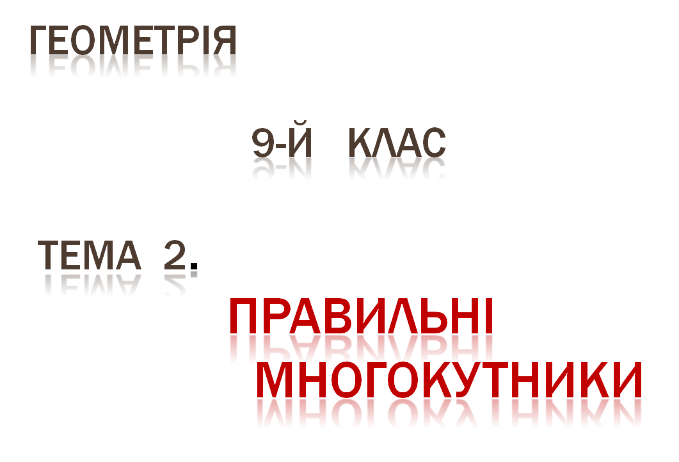 ГЕОМЕТРІЯ
9-Й КЛАС
ТЕМА 2.
ПРАВИЛЬНІ
МНОГОКУТНИКИ